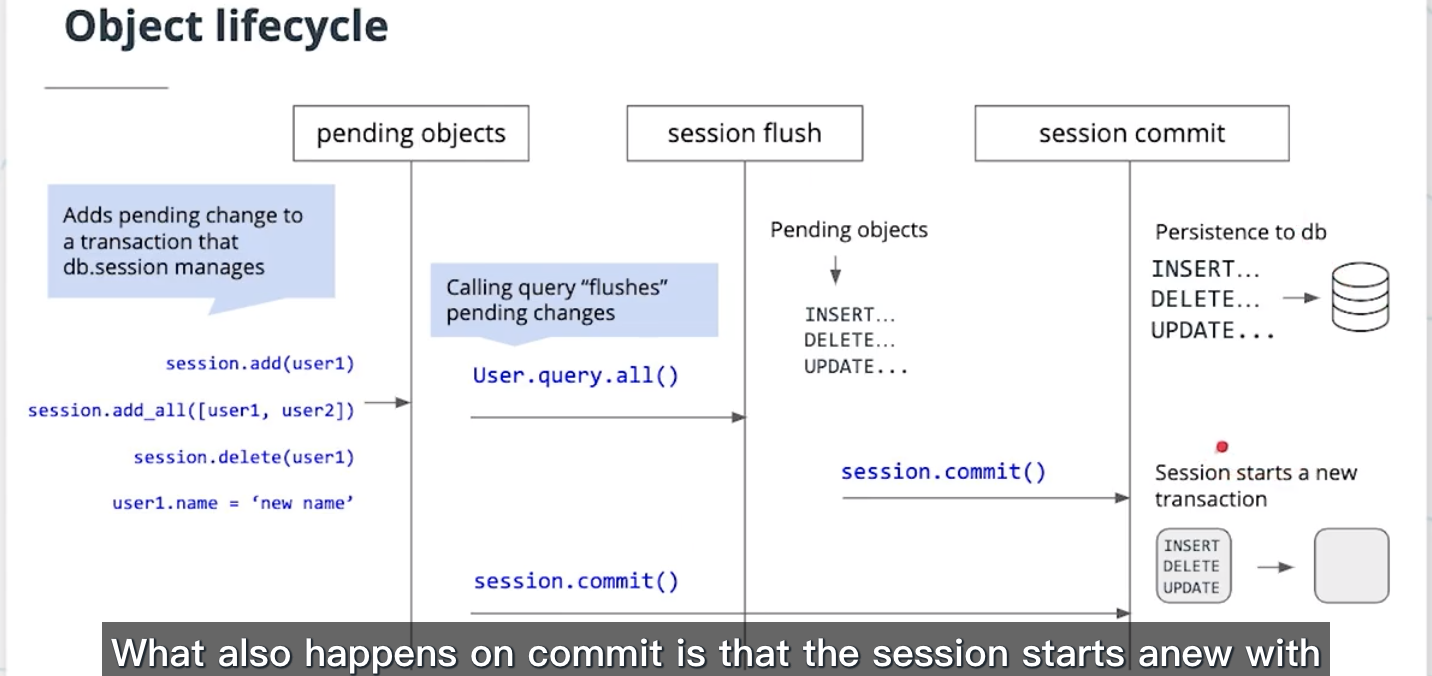 Object lifecycle
pending objects
session flush
session commit
Adds pending change to
a transaction that
db.session manages
session.add(user1)
session.add_all([user1, user2])
session.delete(user1)
user1.name = ‘new name’
Calling query “flushes”
pending changes
User.query.all()
session.commit()
Pending objects
INSERT...
DELETE...
UPDATE...
session.commit()
Persistence to db
INSERT...
DELETE...
UPDATE...
Session starts a new
transaction
INSERT
DELETE
UPDATE
What also happens on commit is that the session starts anew with